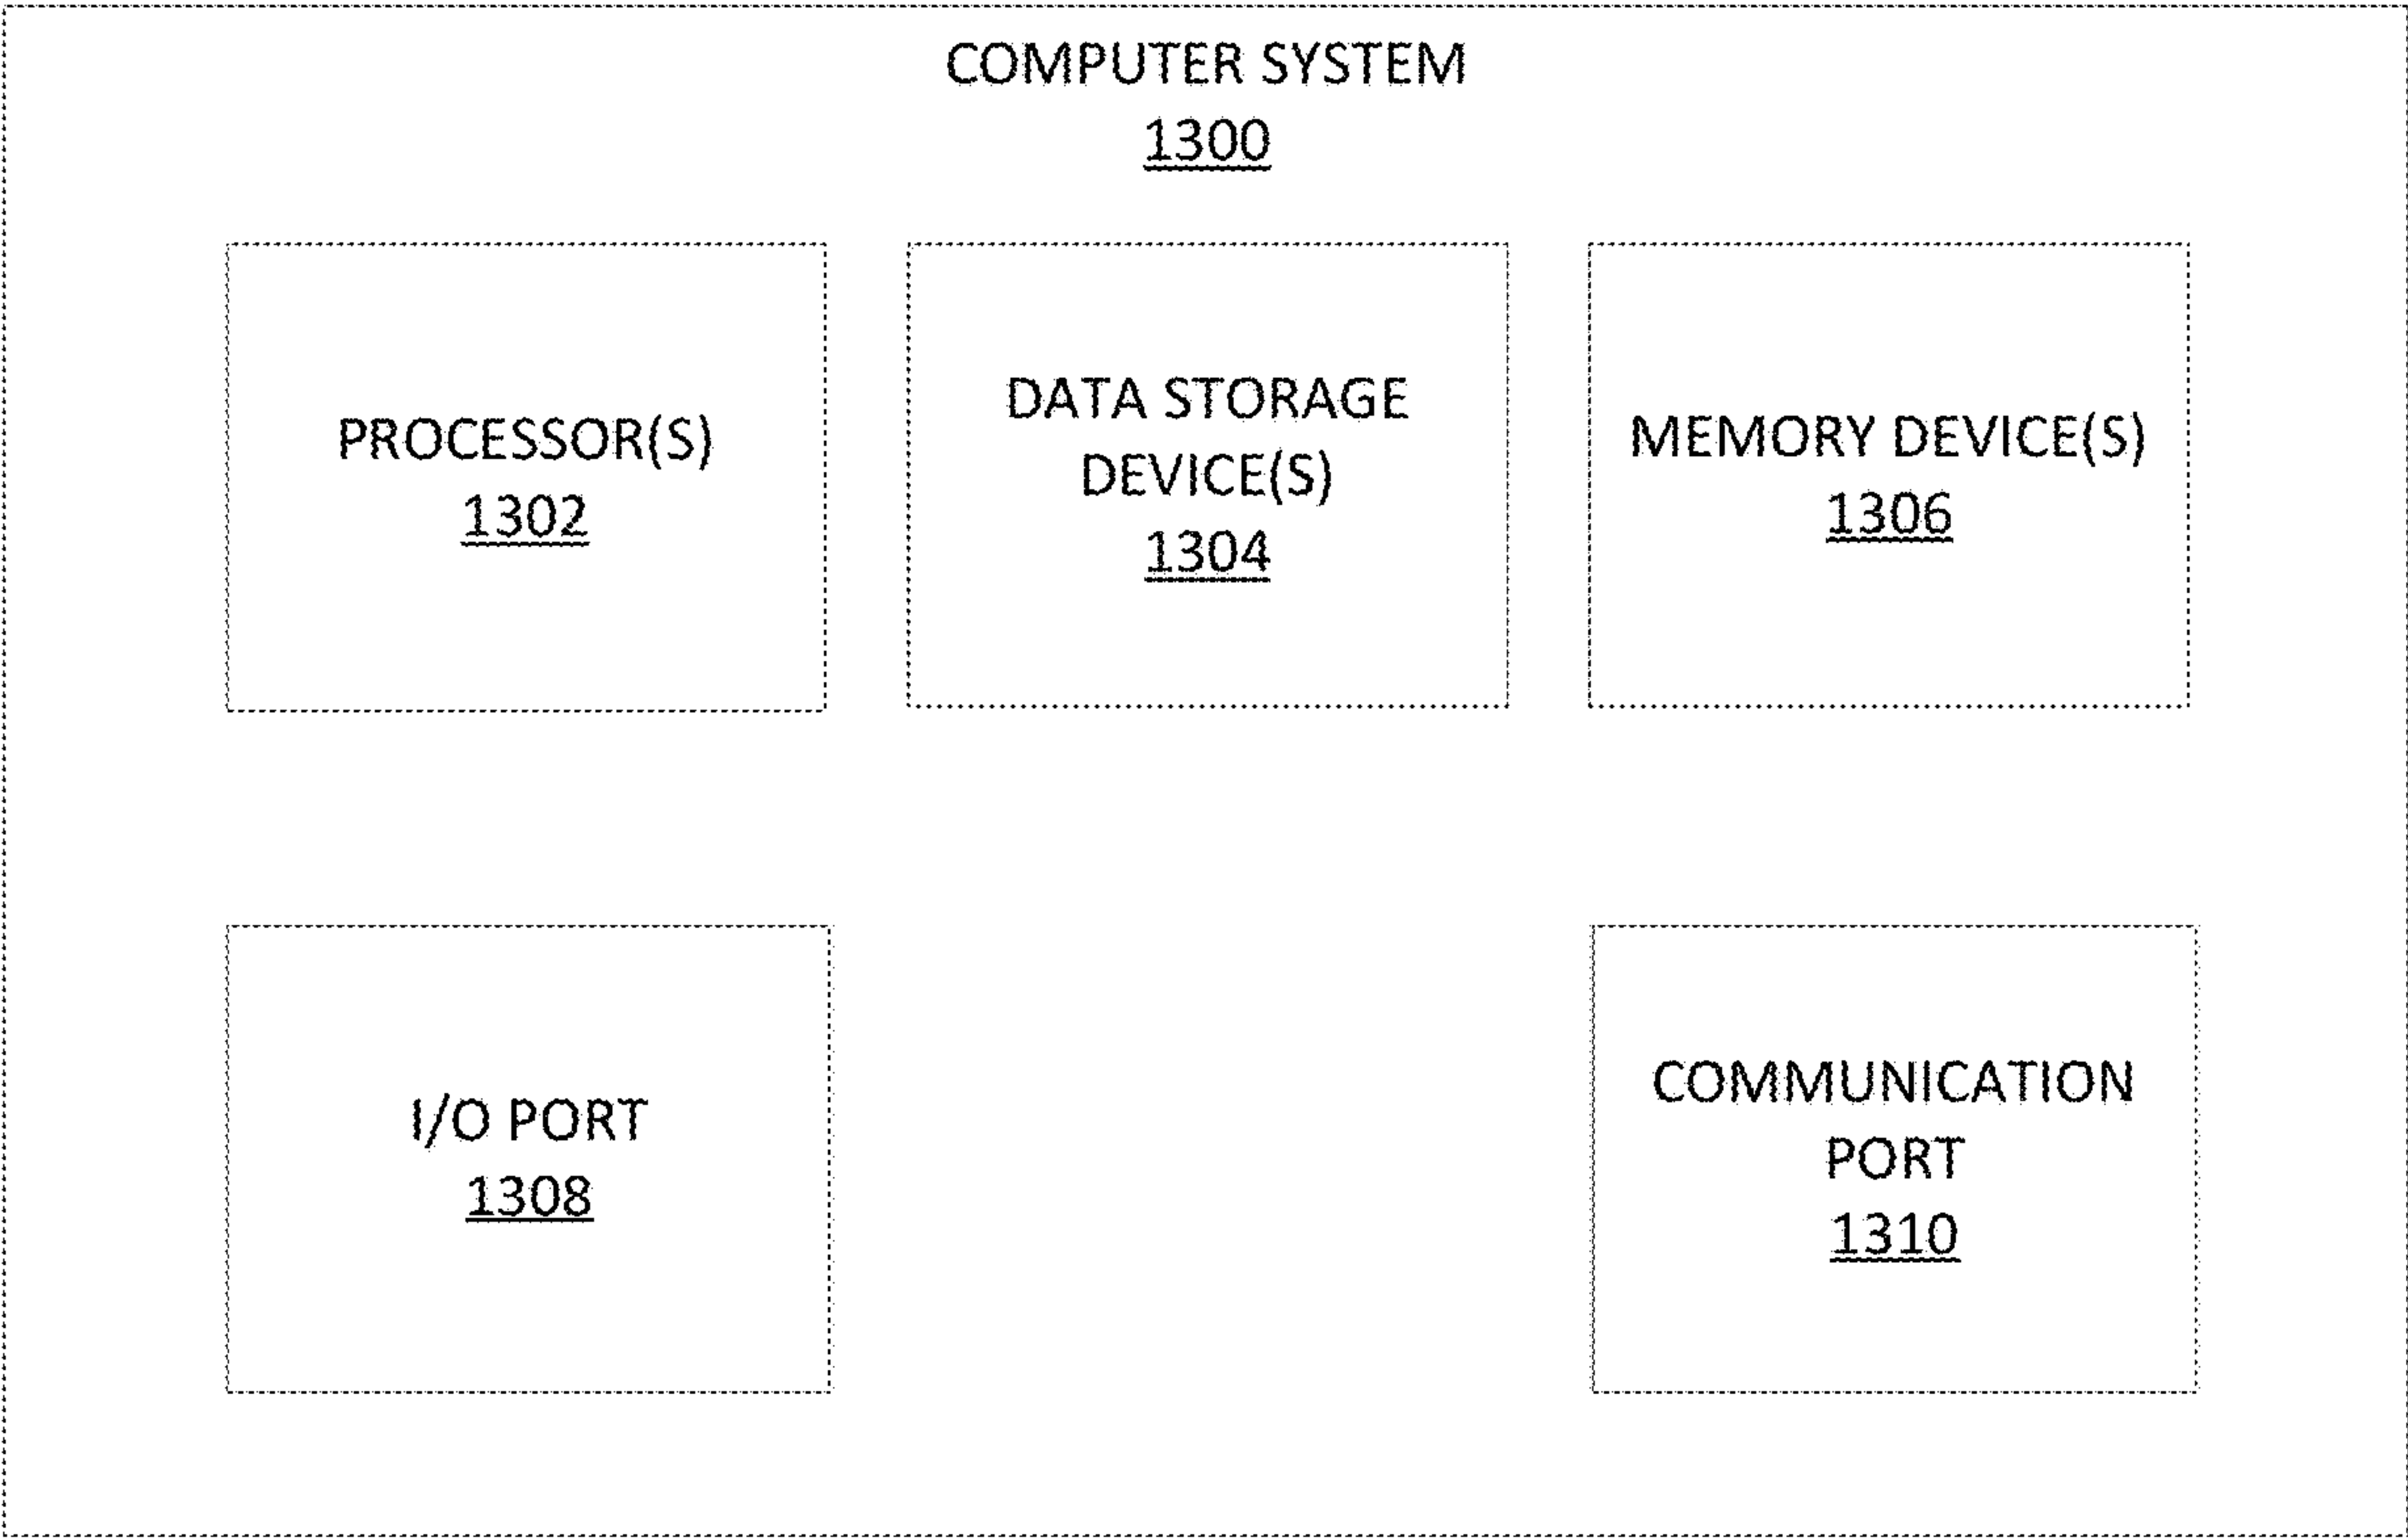 COMPUTER SYSTEM
1300
PROCESSOR(S)
1302
DATA STORAGE
DEVICE(S)
1304
MEMORY DEVICE(S)
1306
I/O PORT
1308
COMMUNICATION
PORT
1310